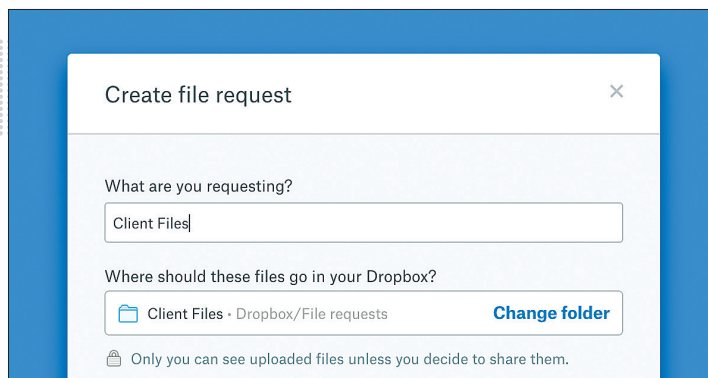 Create file request
What are you requesting?
Client Files
Where should these files go in your Dropbox?
Client Files • Dropbox/File requests Change folder
Only you can see uploaded files unless you decide to share them.